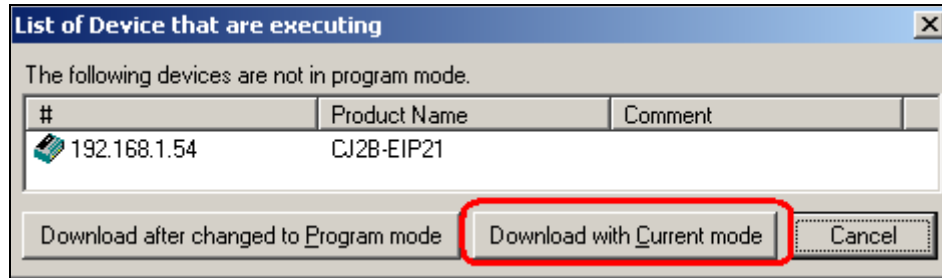 List of Device that are executing
The following devices are not in program mode.
# Product Name Comment
192.168.1.54 CJ2B-EIP21
Download after changed to Program mode Download with Current mode Cancel